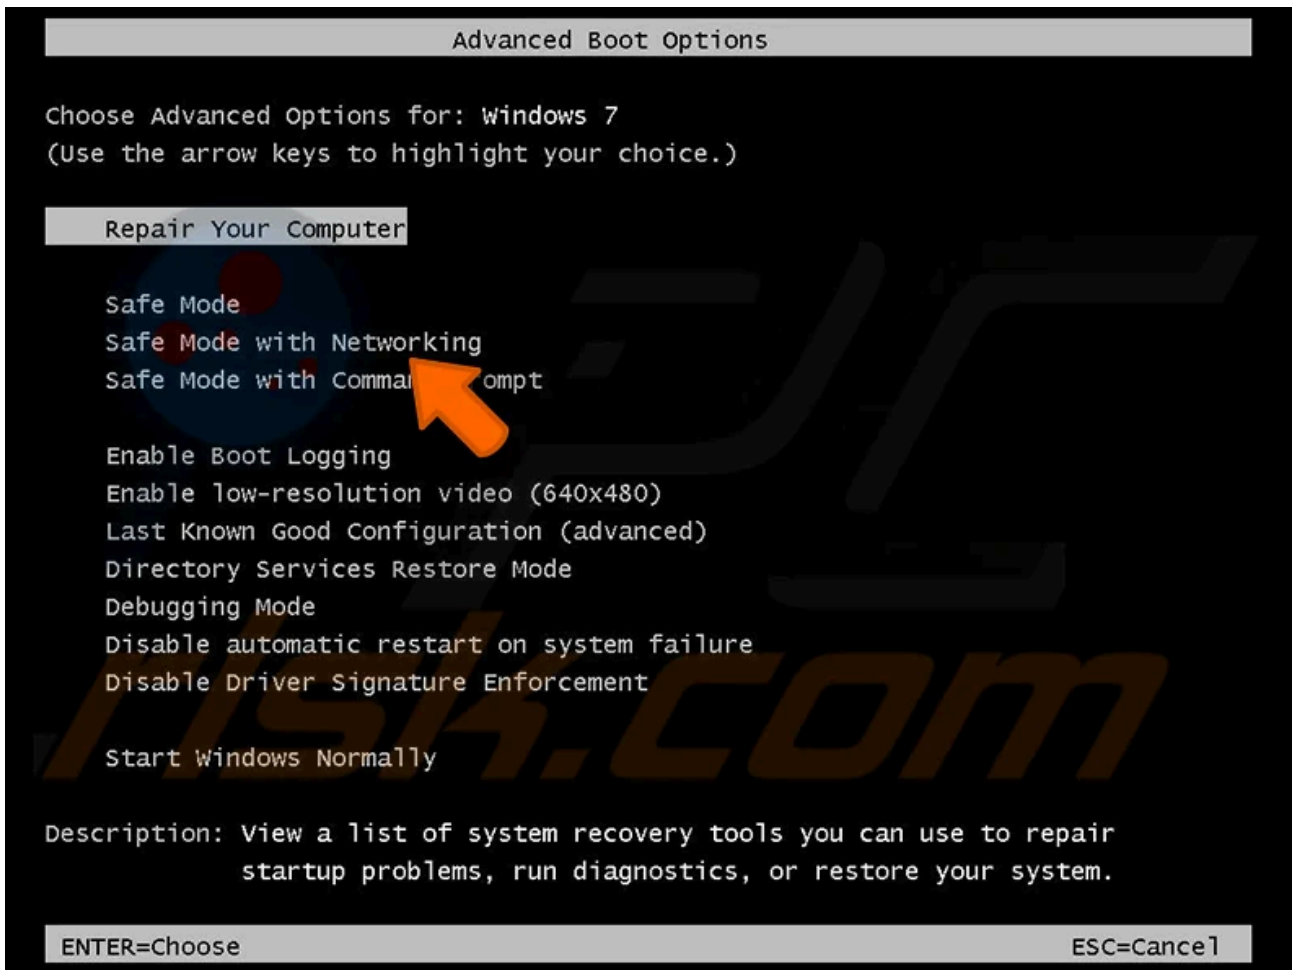 Advanced Boot Options
Choose Advanced Options for: Windows 7
(Use the arrow keys to highlight your choice.)
Repair Your Computer
Safe Mode
Safe Mode with Networking
Safe Mode with Comma ompt
Enable Boot Logging
Enable low-resolution video (640x480)
Last Known Good Configuration (advanced)
Directory Services Restore Mode
Debugging Mode
Disable automatic restart on system failure
Disable Driver Signature Enforcement
Start Windows Normally
Description: View a list of system recovery tools you can use to repair
startup problems, run diagnostics, or restore your system.
ENTER=Choose ESC=Cancel
PC
risk.com